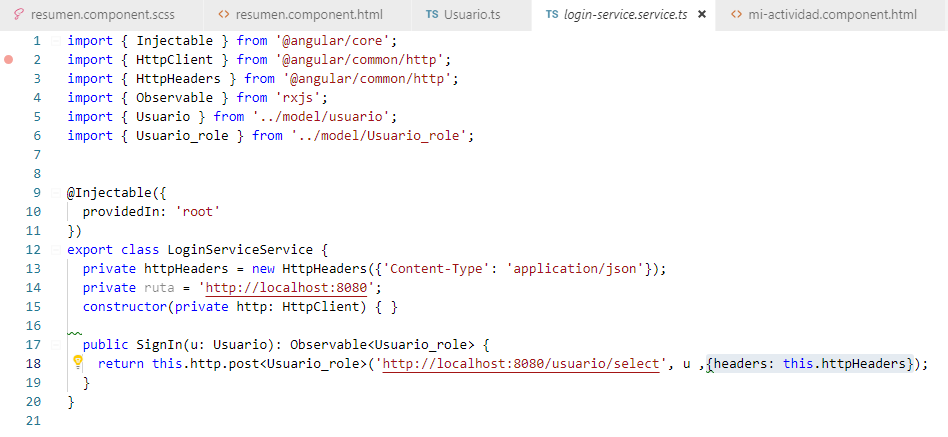 resumen.component.scss
<> resumen.component.html
TS Usuario.ts
TS login-service.service.ts ×
<> mi-actividad.component.html
1 import { Injectable } from '@angular/core';
2 import { HttpClient } from '@angular/common/http';
3 import { HttpHeaders } from '@angular/common/http';
4 import { Observable } from 'rxjs';
5 import { Usuario } from '../model/usuario';
6 import { Usuario_role } from '../model/Usuario_role';
7
8
9 @Injectable({
10   providedIn: 'root'
11 })
12 export class LoginServiceService {
13   private httpHeaders = new HttpHeaders({'Content-Type': 'application/json'});
14   private ruta = 'http://localhost:8080';
15   constructor(private http: HttpClient) { }
16
17   public SignIn(u: Usuario): Observable<Usuario_role> {
18     return this.http.post<Usuario_role>('http://localhost:8080/usuario/select', u ,{headers: this.httpHeaders});
19   }
20 }
21